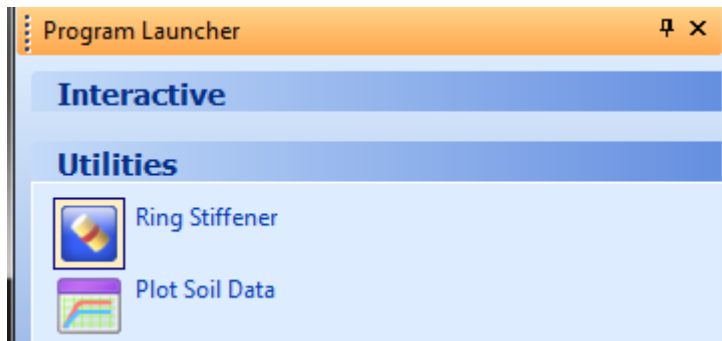 Program Launcher
Interactive
Utilities
Ring Stiffener
Plot Soil Data